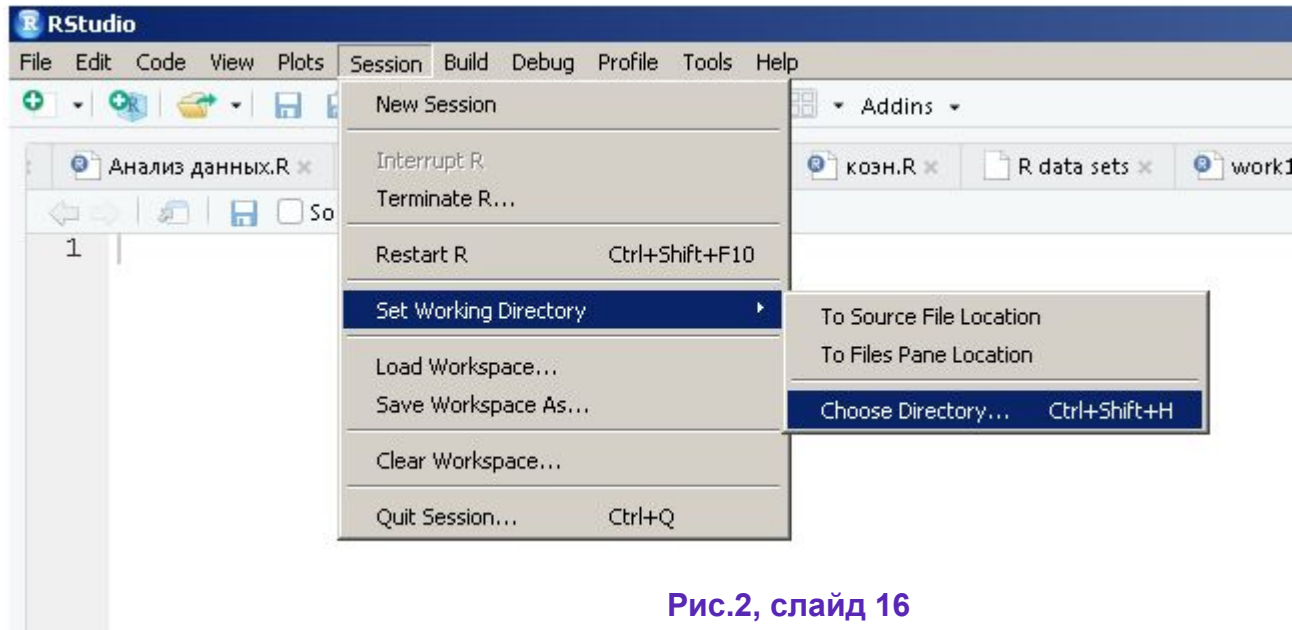 RStudio
File Edit Code View Plots Session Build Debug Profile Tools Help
Addins
New Session
Анализ данных.R
коэн.R
R data sets
work1
Interrupt R
Terminate R...
So
1
Restart R Ctrl+Shift+F10
Set Working Directory
To Source File Location
To Files Pane Location
Load Workspace...
Save Workspace As...
Choose Directory... Ctrl+Shift+H
Clear Workspace...
Quit Session... Ctrl+Q
Рис.2, слайд 16